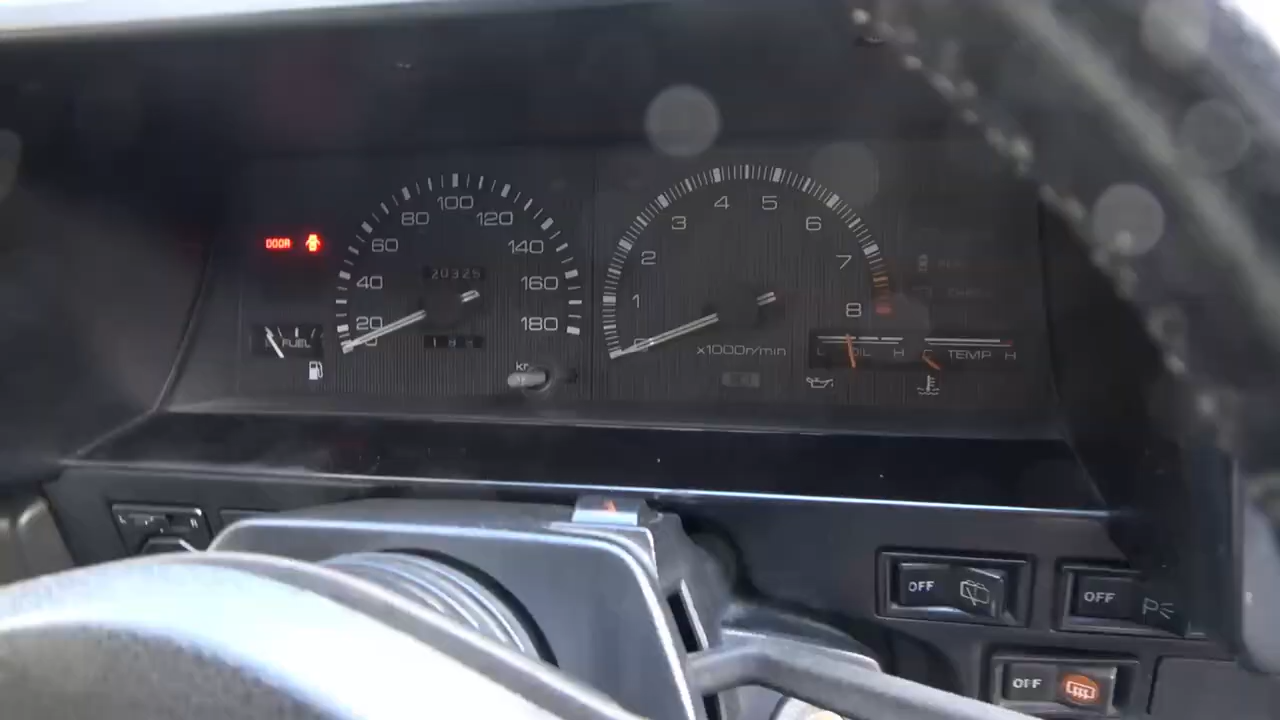 DOOR
20
40
60
80
100
120
140
160
180
20325
FUEL
1
2
3
4
5
6
7
8
x1000r/min
L OIL H
C TEMP H
L R
OFF
OFF P
OFF